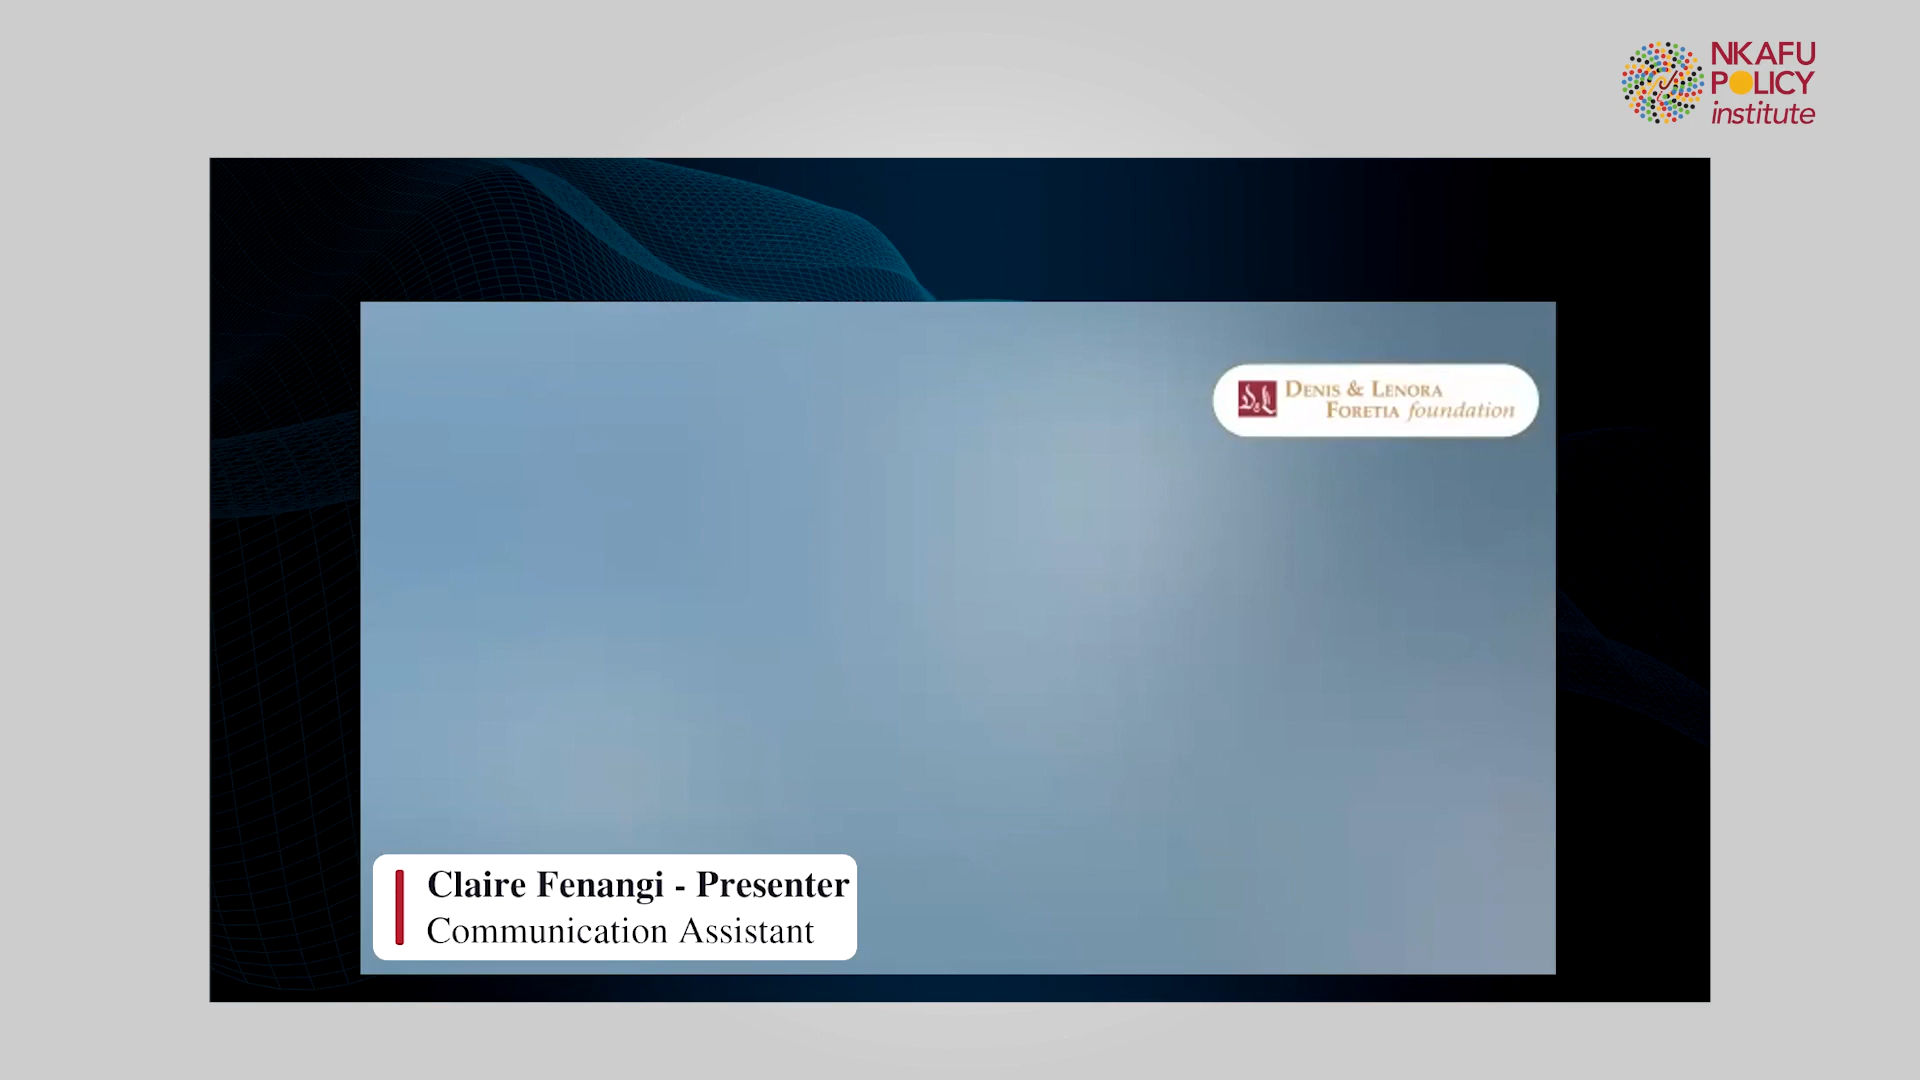 NKAFU
POLICY
institute
DENIS & LENORA
FORETIA foundation
Claire Fenangi - Presenter
Communication Assistant